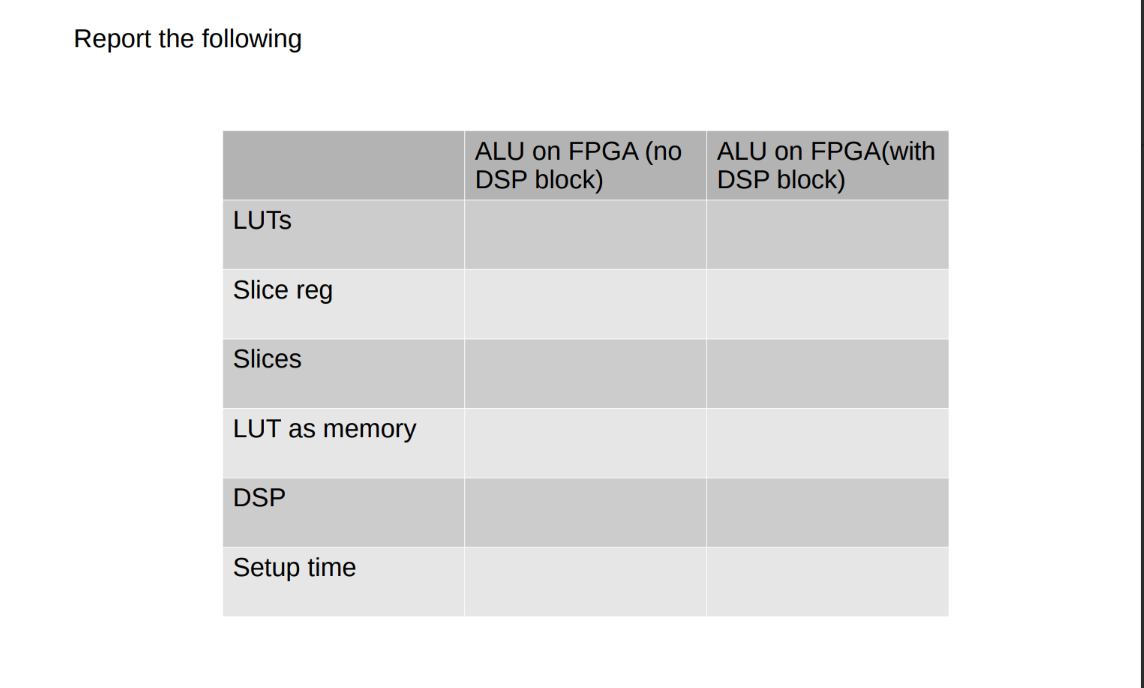 Report the following
ALU on FPGA (no
DSP block)
ALU on FPGA(with
DSP block)
LUTs
Slice reg
Slices
LUT as memory
DSP
Setup time